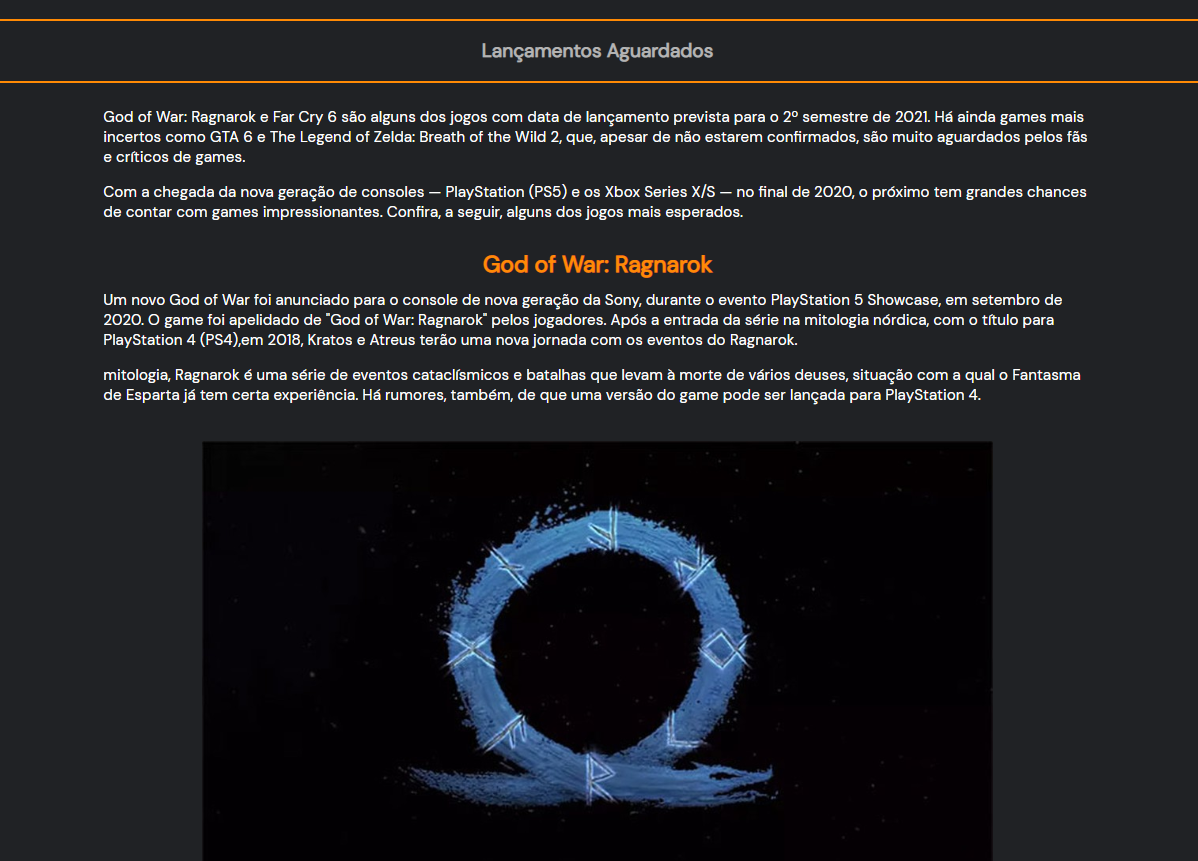 Lançamentos Aguardados
God of War: Ragnarok e Far Cry 6 são alguns dos jogos com data de lançamento prevista para o 2º semestre de 2021. Há ainda games mais
incertos como GTA 6 e The Legend of Zelda: Breath of the Wild 2, que, apesar de não estarem confirmados, são muito aguardados pelos fãs
e críticos de games.
Com a chegada da nova geração de consoles — PlayStation (PS5) e os Xbox Series X/S — no final de 2020, o próximo tem grandes chances
de contar com games impressionantes. Confira, a seguir, alguns dos jogos mais esperados.
God of War: Ragnarok
Um novo God of War foi anunciado para o console de nova geração da Sony, durante o evento PlayStation 5 Showcase, em setembro de
2020. O game foi apelidado de "God of War: Ragnarok" pelos jogadores. Após a entrada da série na mitologia nórdica, com o título para
PlayStation 4 (PS4),em 2018, Kratos e Atreus terão uma nova jornada com os eventos do Ragnarok.
mitologia, Ragnarok é uma série de eventos cataclísmicos e batalhas que levam à morte de vários deuses, situação com a qual o Fantasma
de Esparta já tem certa experiência. Há rumores, também, de que uma versão do game pode ser lançada para PlayStation 4.